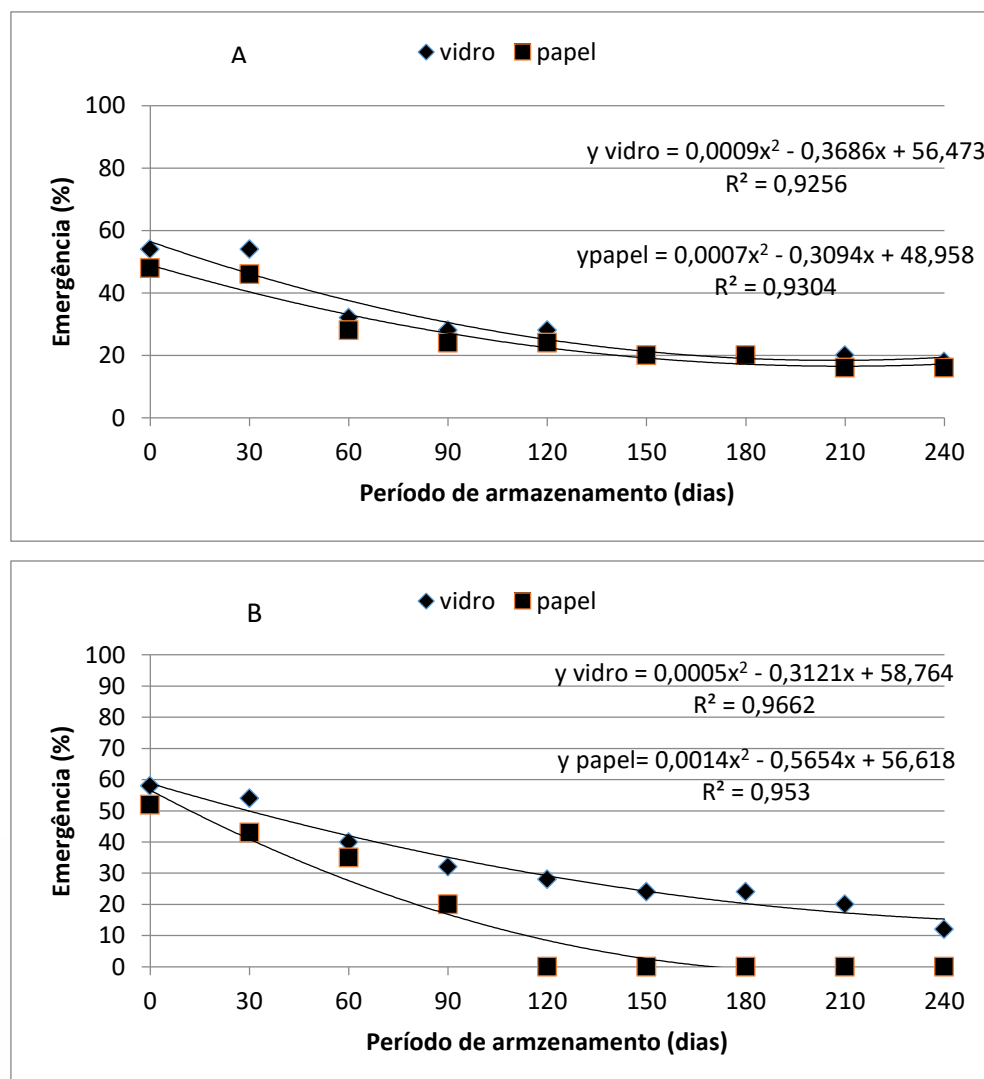 A
vidro papel
100
80
60
40
20
0
y vidro = 0,0009x² - 0,3686x + 56,473
R² = 0,9256
ypapel = 0,0007x² - 0,3094x + 48,958
R² = 0,9304
Emergência (%)
0 30 60 90 120 150 180 210 240
Período de armazenamento (dias)
B
vidro papel
100
90
80
70
60
50
40
30
20
10
0
y vidro = 0,0005x² - 0,3121x + 58,764
R² = 0,9662
y papel= 0,0014x² - 0,5654x + 56,618
R² = 0,953
Emergência (%)
0 30 60 90 120 150 180 210 240
Período de armzenamento (dias)